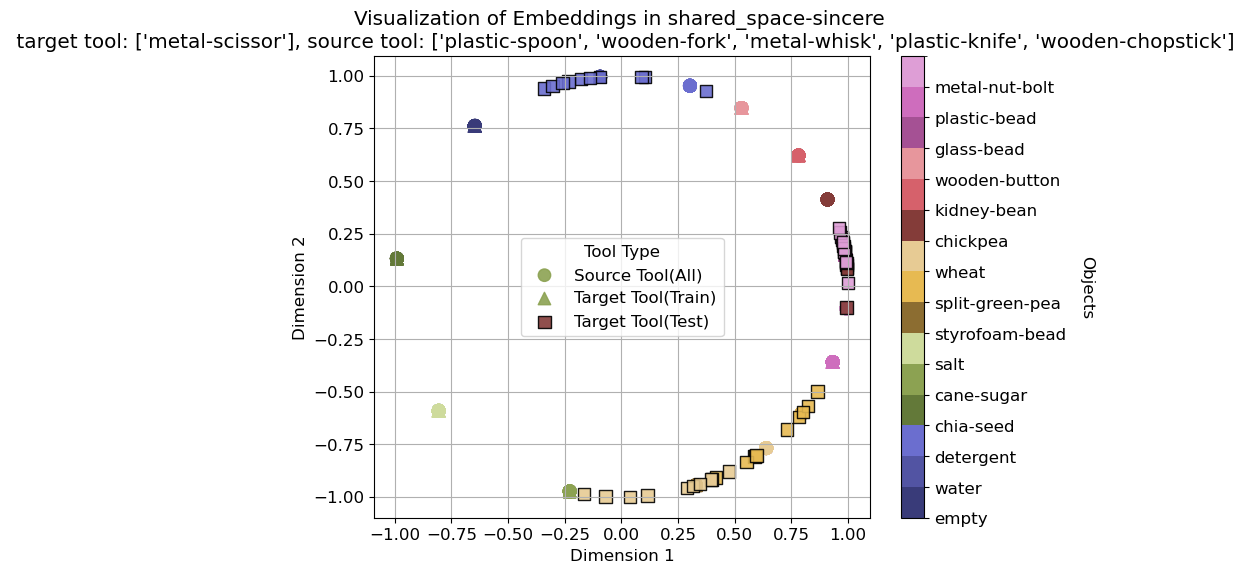 Visualization of Embeddings in shared_space-sincere
target tool: ['metal-scissor'], source tool: ['plastic-spoon', 'wooden-fork', 'metal-whisk', 'plastic-knife', 'wooden-chopstick']
1.00
0.75
0.50
0.25
0.00
−0.25
−0.50
−0.75
−1.00
Dimension 2
Tool Type
Source Tool(All)
Target Tool(Train)
Target Tool(Test)
−1.00 −0.75 −0.50 −0.25 0.00 0.25 0.50 0.75 1.00
Dimension 1
metal-nut-bolt
plastic-bead
glass-bead
wooden-button
kidney-bean
chickpea
wheat
split-green-pea
styrofoam-bead
salt
cane-sugar
chia-seed
detergent
water
empty
Objects